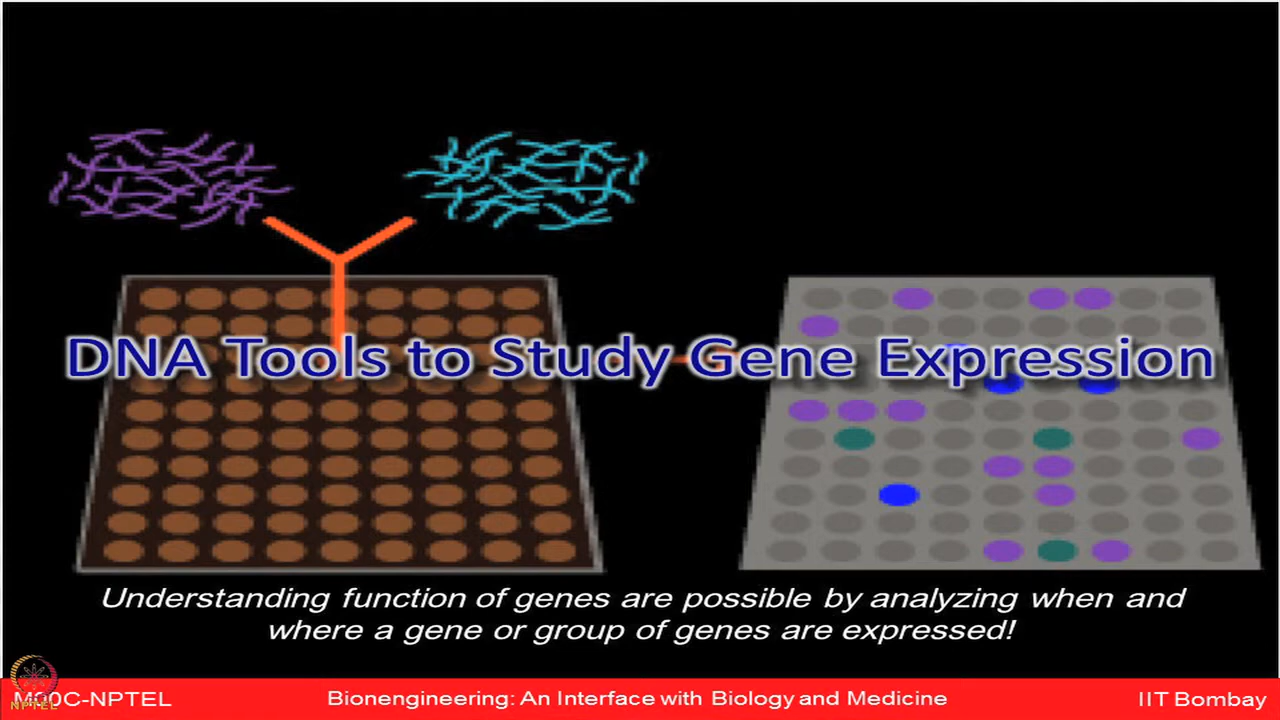 DNA Tools to Study Gene Expression
Understanding function of genes are possible by analyzing when and
where a gene or group of genes are expressed!
MOOC-NPTEL
NPTEL
Bionengineering: An Interface with Biology and Medicine
IIT Bombay